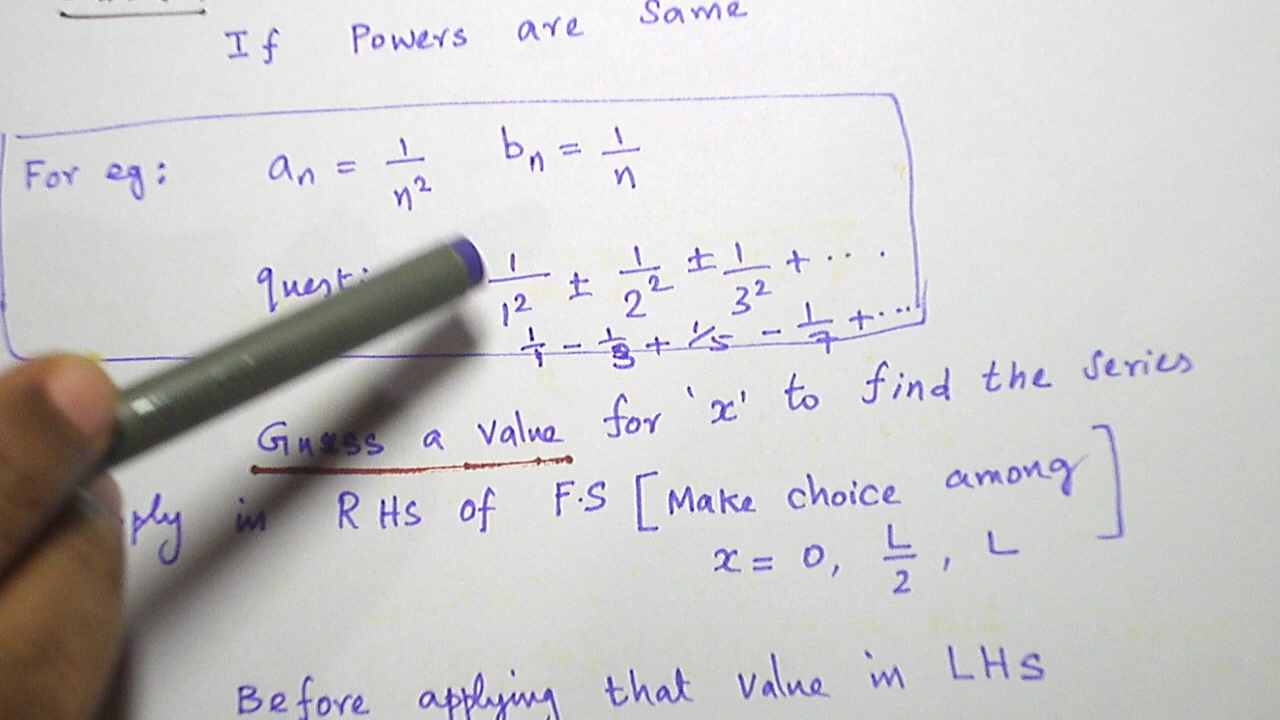 If Powers are Same
For eg: aₙ = 1/n² bₙ = 1/n
1/1² ± 1/2² ± 1/3² + ...
1/1 - 1/3 + 1/5 - 1/7 + ...
Guess a value for 'x' to find the series
in RHS of F.S [Make choice among]
x = 0, L/2, L
Before applying that value in LHS